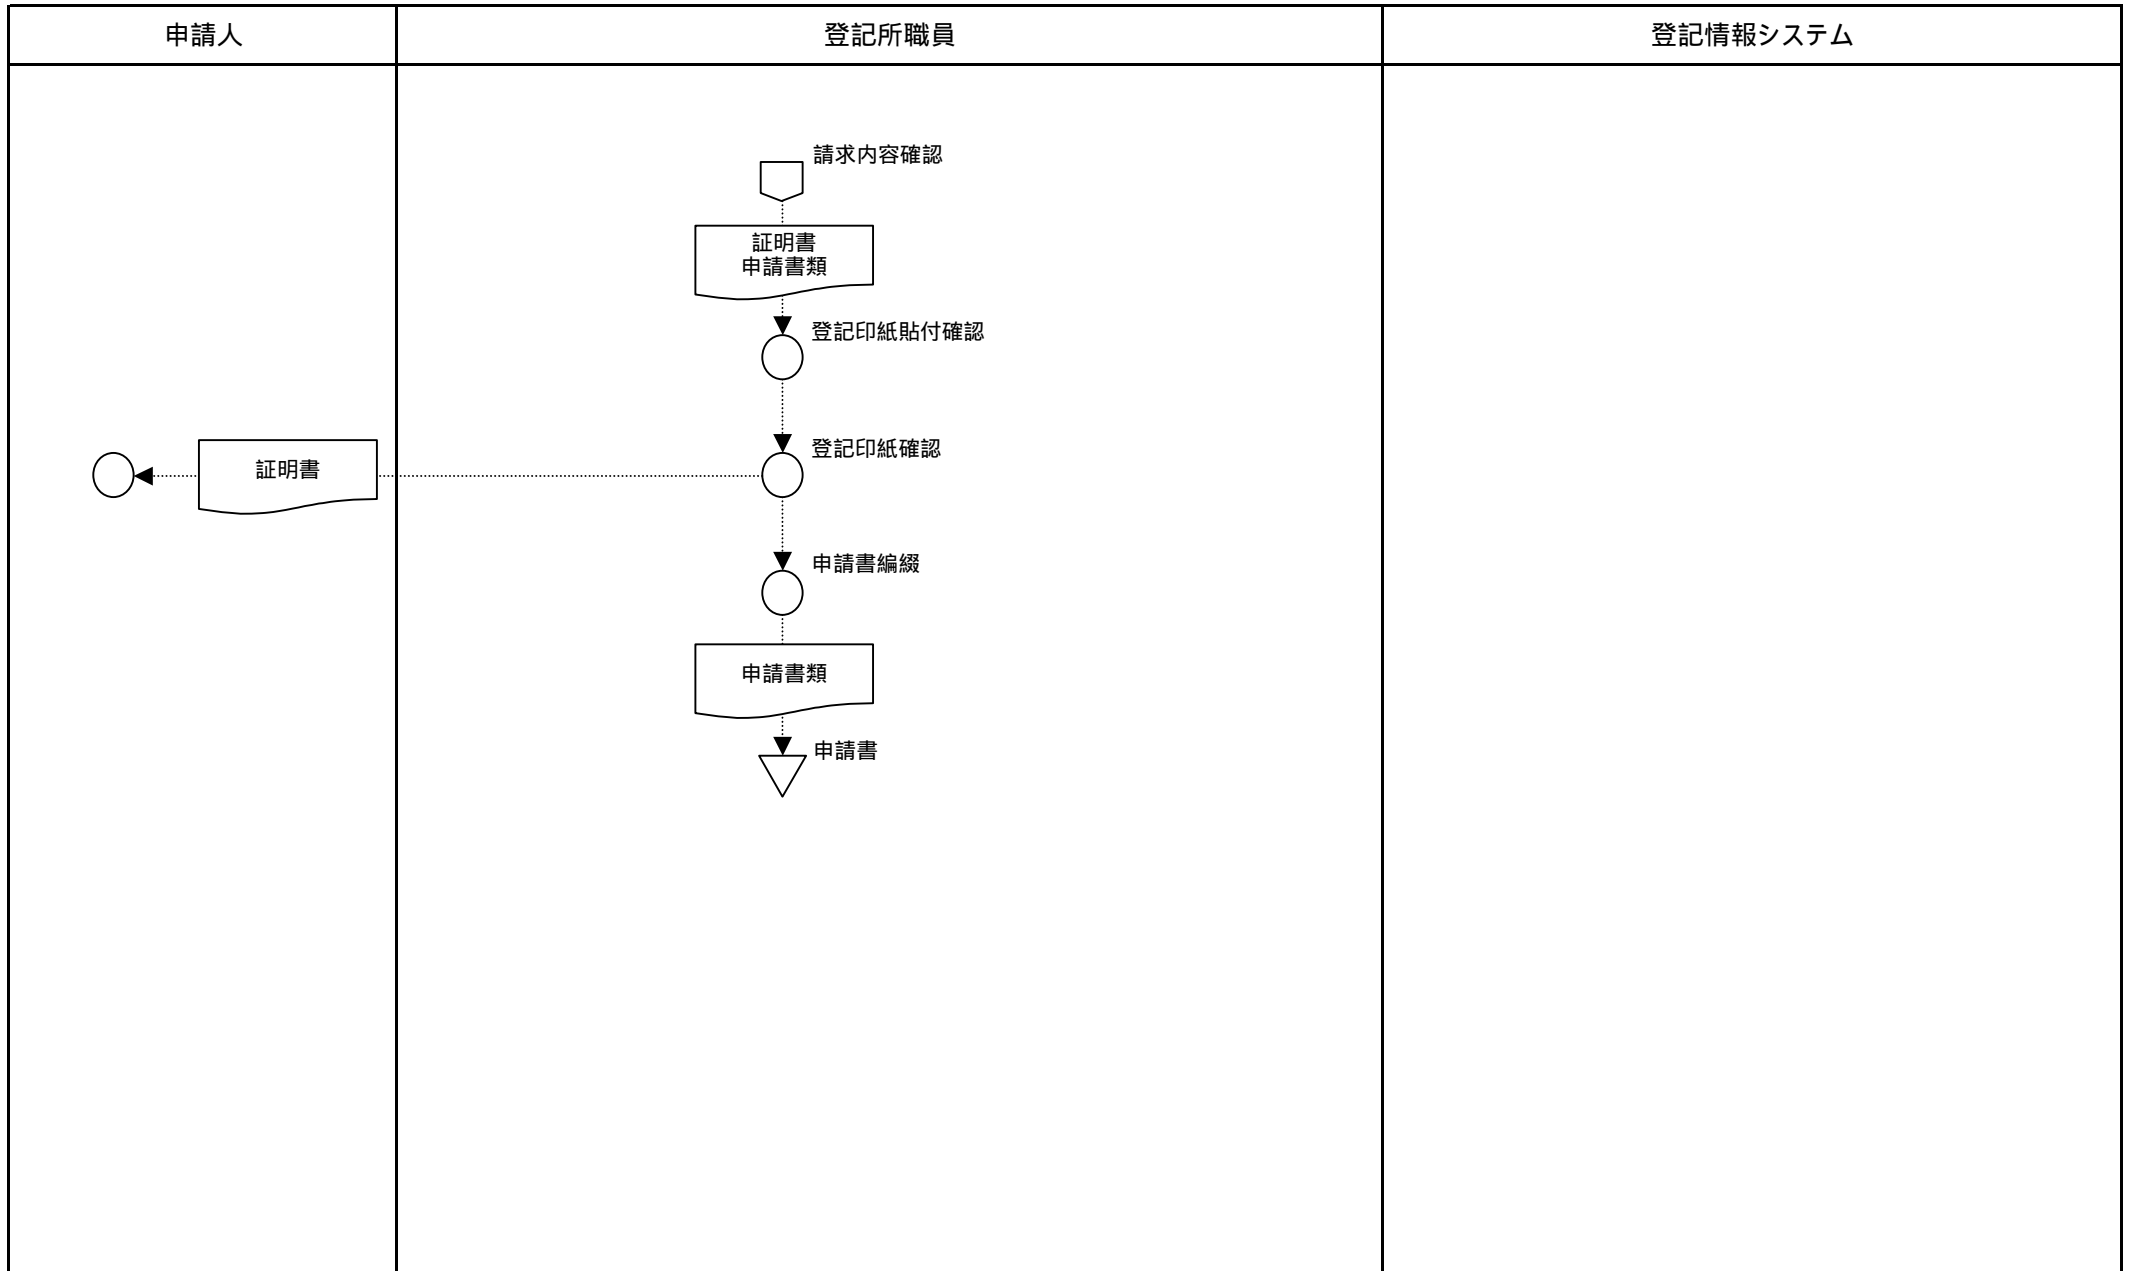 申請人
登記所職員
登記情報システム
請求内容確認
証明書
申請書類
登記印紙貼付確認
登記印紙確認
証明書
申請書編綴
申請書類
申請書